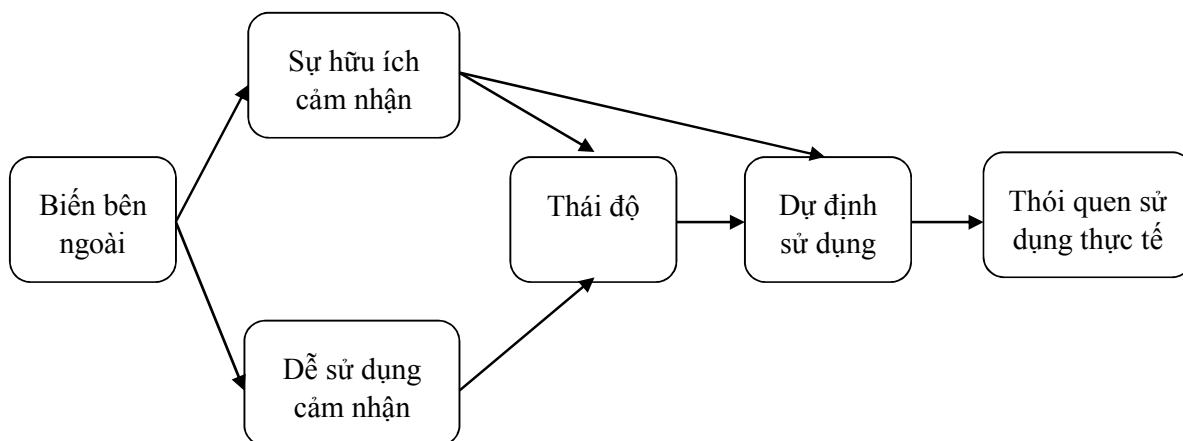 Sự hữu ích
cảm nhận
Biến bên
ngoài
Thái độ
Dự định
sử dụng
Thói quen sử
dụng thực tế
Dễ sử dụng
cảm nhận